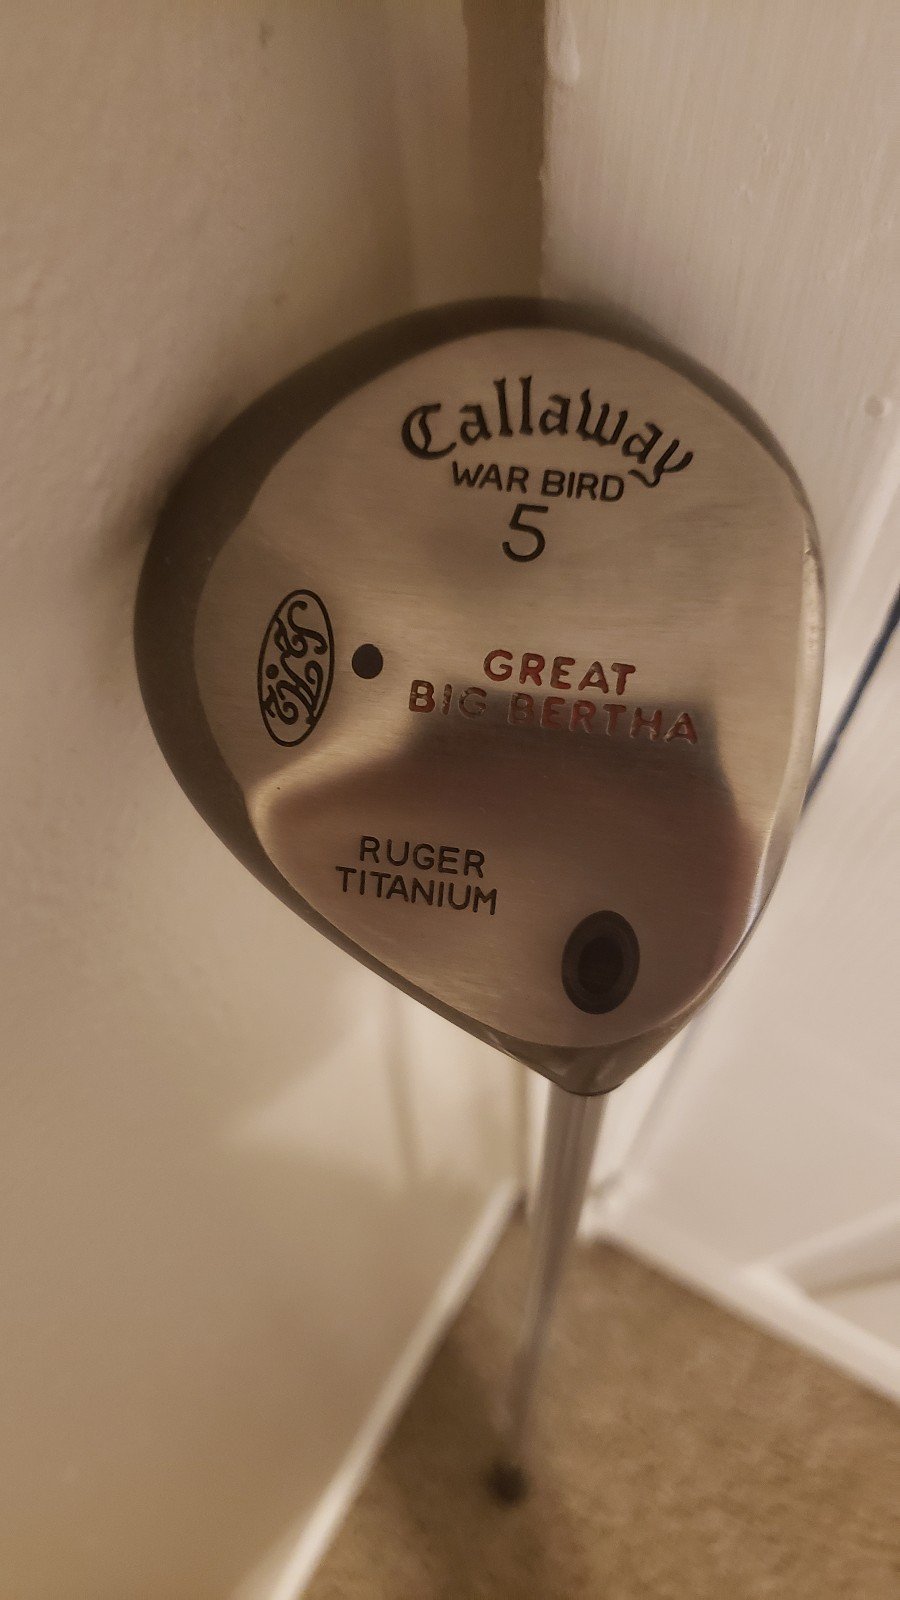 Callaway
WAR BIRD
5
GREAT
BIG BERTHA
RUGER
TITANIUM